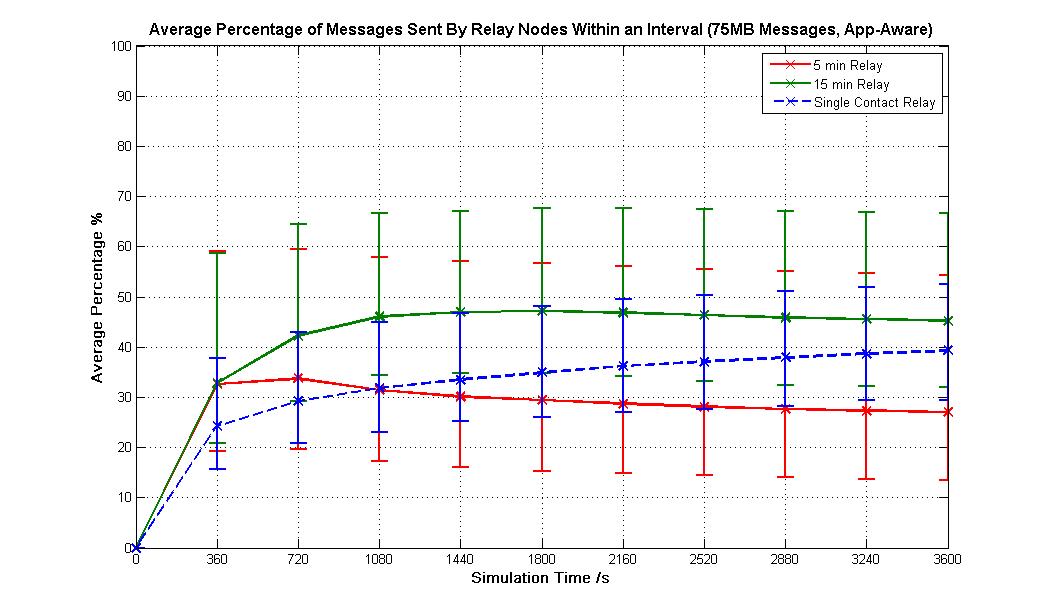 Average Percentage of Messages Sent By Relay Nodes Within an Interval (75MB Messages, App-Aware)
5 min Relay
15 min Relay
Single Contact Relay
Average Percentage %
100
90
80
70
60
50
40
30
20
10
0
0 360 720 1080 1440 1800 2160 2520 2880 3240 3600
Simulation Time /s